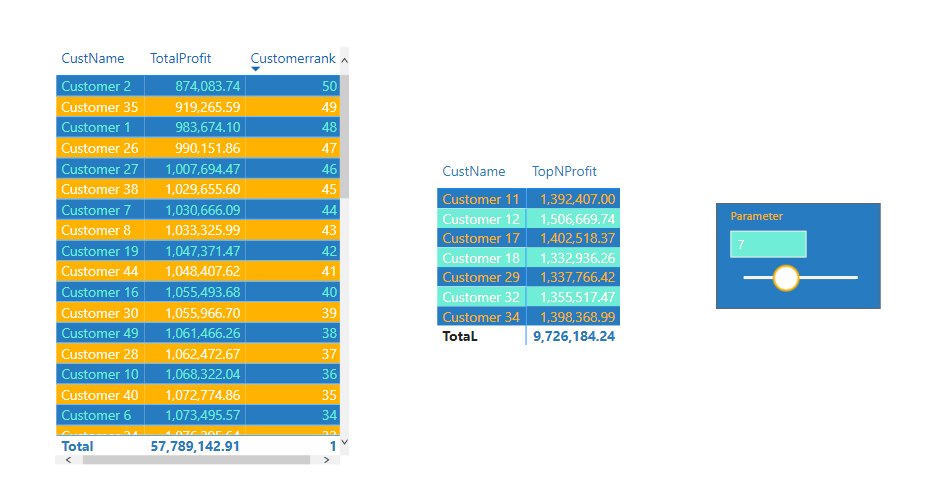 CustName TotalProfit Customerrank
Customer 2 874,083.74 50
Customer 35 919,265.59 49
Customer 1 983,674.10 48
Customer 26 990,151.86 47
Customer 27 1,007,694.47 46
Customer 38 1,029,655.60 45
Customer 7 1,030,666.09 44
Customer 8 1,033,325.99 43
Customer 19 1,047,371.47 42
Customer 44 1,048,407.62 41
Customer 16 1,055,493.68 40
Customer 30 1,055,966.70 39
Customer 49 1,061,466.26 38
Customer 28 1,062,472.67 37
Customer 10 1,068,322.04 36
Customer 40 1,072,774.86 35
Customer 6 1,073,495.57 34
Total 57,789,142.91 1
CustName TopNProfit
Customer 11 1,392,407.00
Customer 12 1,506,669.74
Customer 17 1,402,518.37
Customer 18 1,332,936.26
Customer 29 1,337,766.42
Customer 32 1,355,517.47
Customer 34 1,398,368.99
TotaL 9,726,184.24
Parameter
7